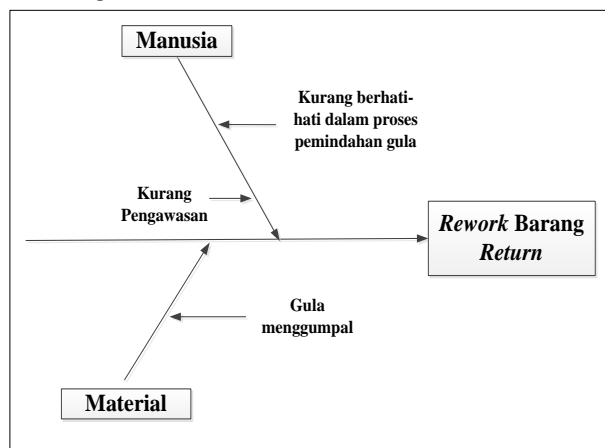 Manusia
Kurang berhati-
hati dalam proses
pemindahan gula
Kurang
Pengawasan
Rework Barang
Return
Gula
menggumpal
Material